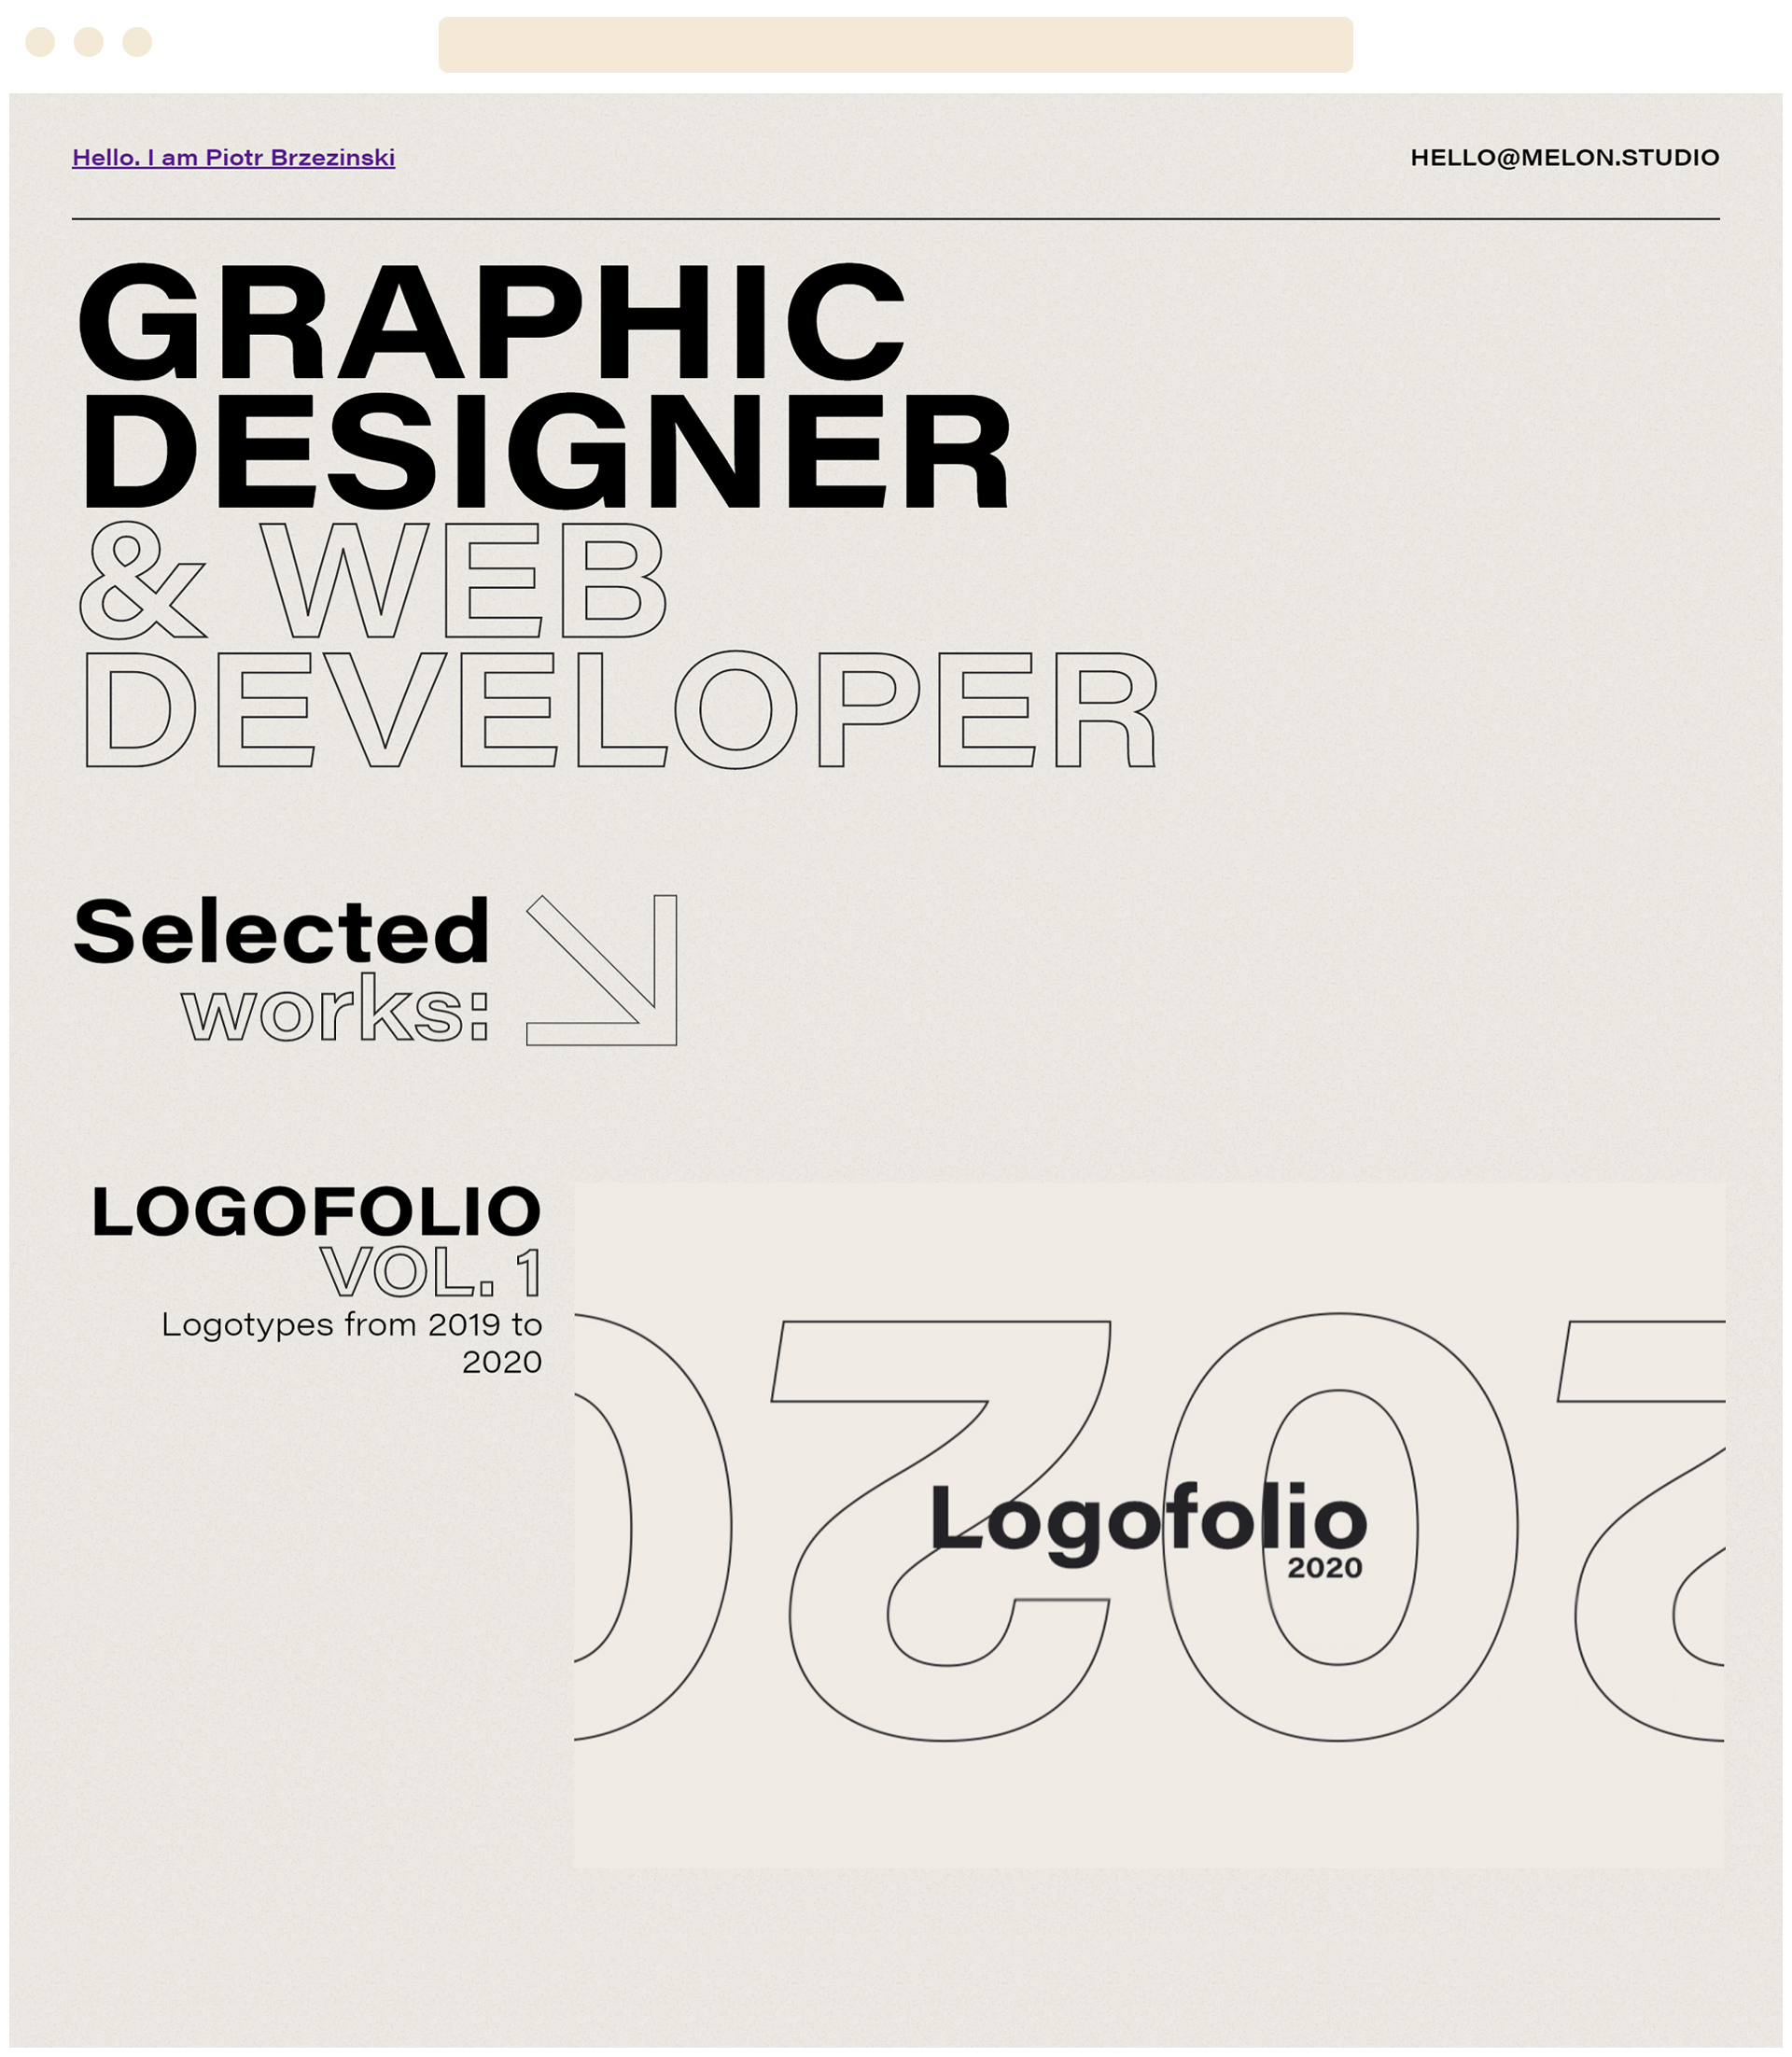 Hello. I am Piotr Brzezinski
HELLO@MELON.STUDIO
GRAPHIC
DESIGNER
& WEB
DEVELOPER
Selected
works:
LOGOFOLIO
VOL. 1
Logotypes from 2019 to
2020
0202
Logofolio
2020